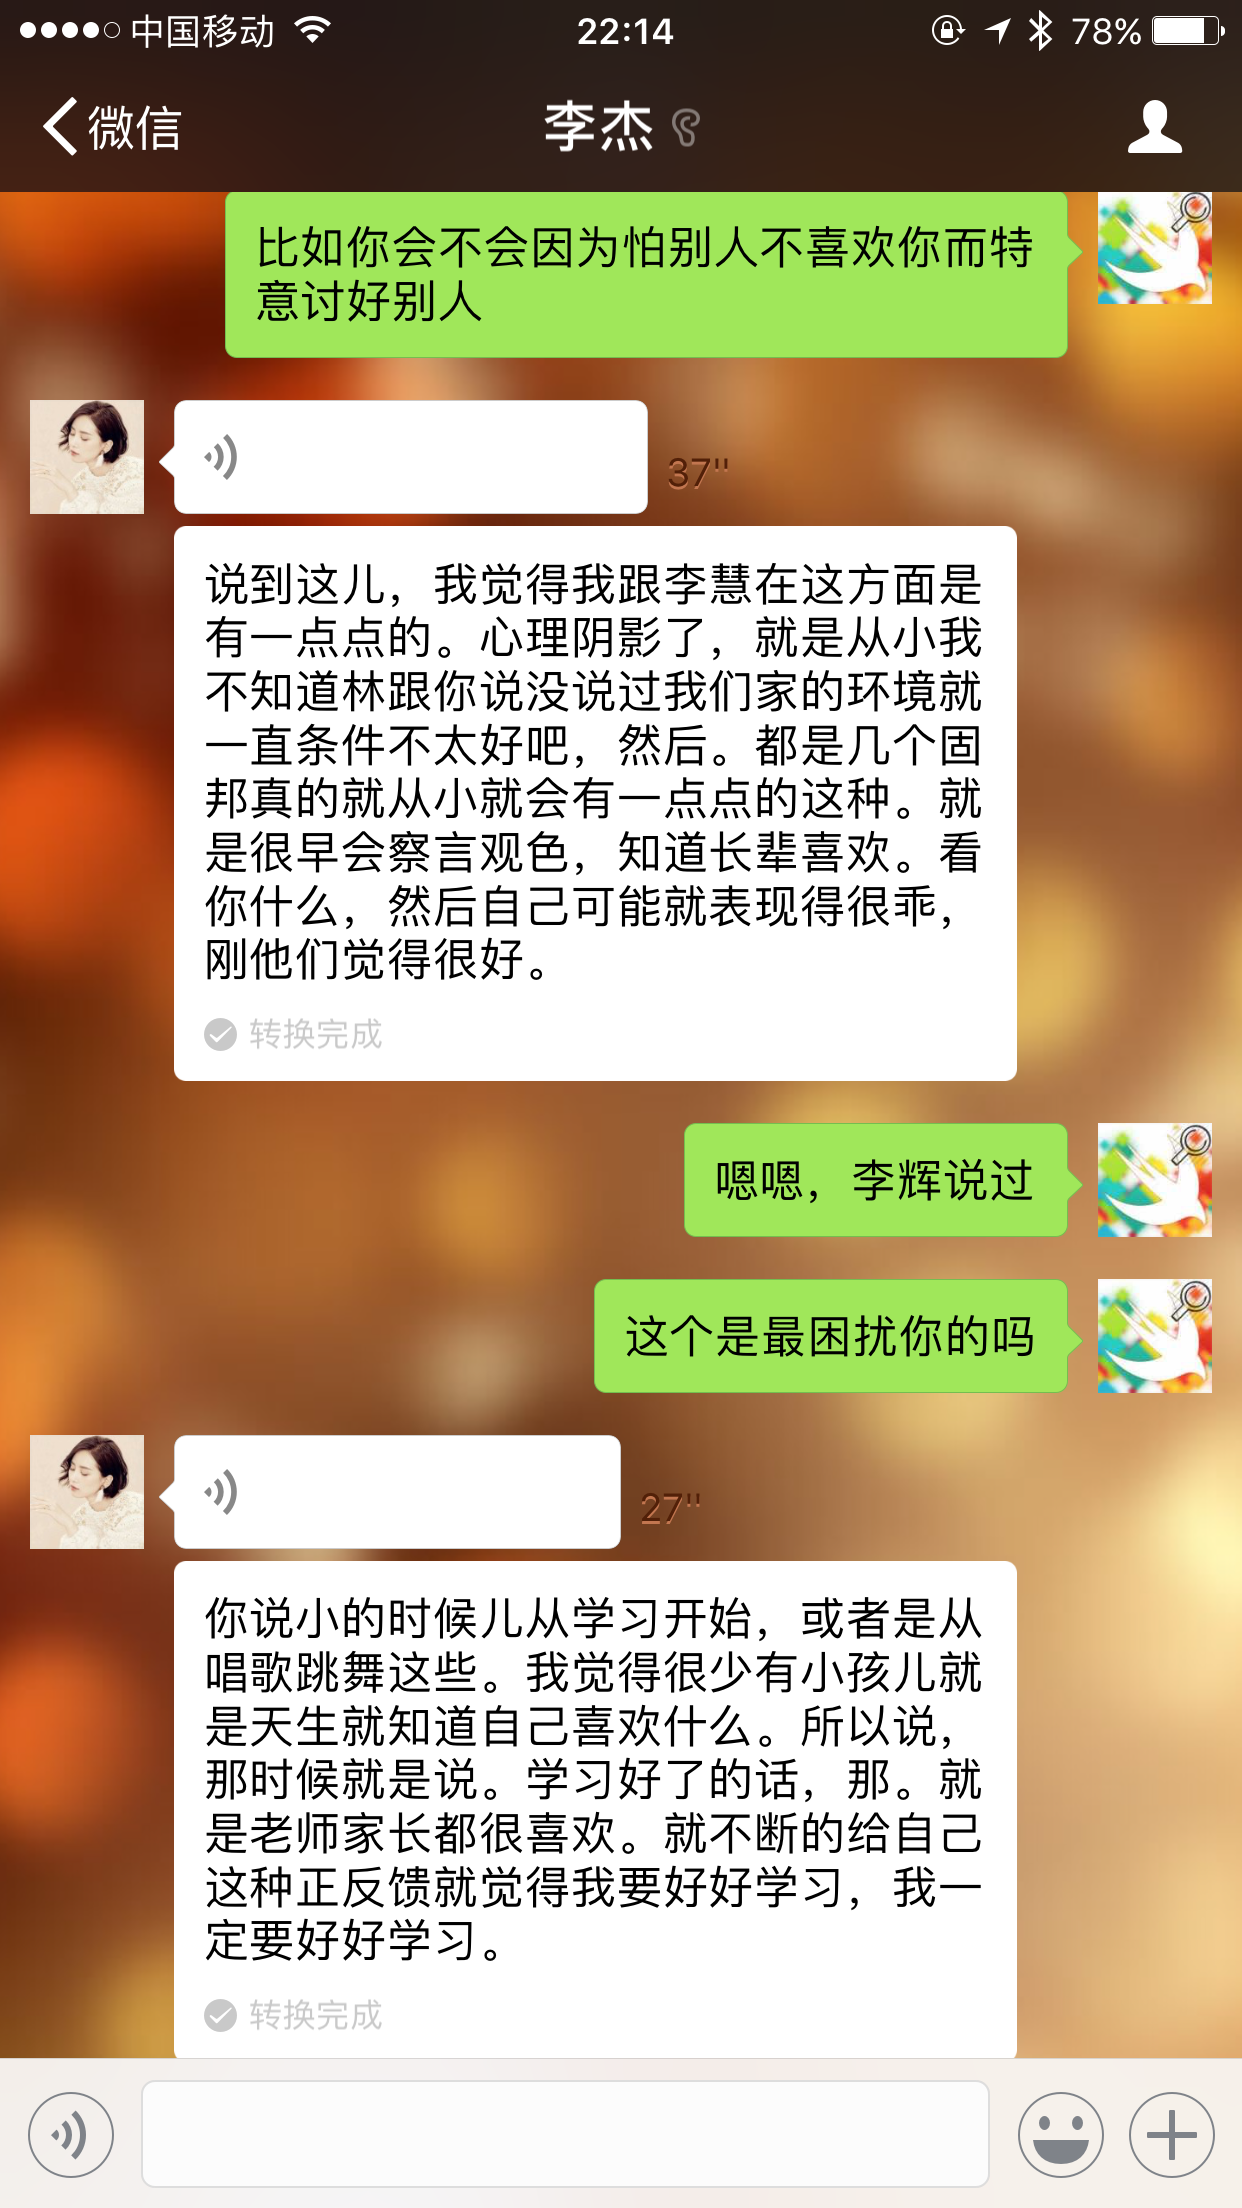 中国移动 22:14 78%
微信 李杰
比如你会不会因为怕别人不喜欢你而特
意讨好别人
37"
说到这儿，我觉得我跟李慧在这方面是
有一点点的。心理阴影了，就是从小我
不知道林跟你说没说过我们家的环境就
一直条件不太好吧，然后。都是几个固
邦真的就从小就会有一点点的这种。就
是很早会察言观色，知道长辈喜欢。看
你什么，然后自己可能就表现得很乖，
刚他们觉得很好。
转换完成
嗯嗯，李辉说过
这个是最困扰你的吗
27"
你说小的时候儿从学习开始，或者是从
唱歌跳舞这些。我觉得很少有小孩儿就
是天生就知道自己喜欢什么。所以说，
那时候就是说。学习好了的话，那。就
是老师家长都很喜欢。就不断的给自己
这种正反馈就觉得我要好好学习，我一
定要好好学习。
转换完成